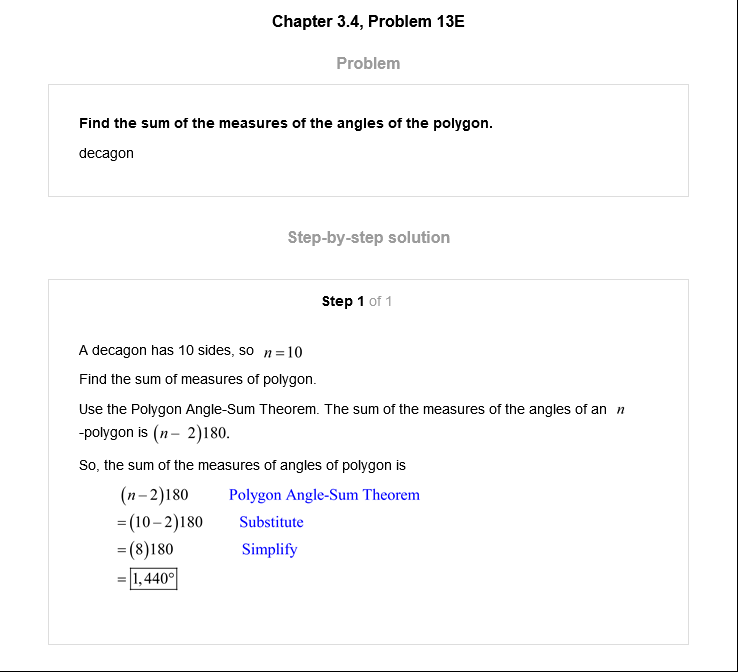 Chapter 3.4, Problem 13E
Problem
Find the sum of the measures of the angles of the polygon.
decagon
Step-by-step solution
Step 1 of 1
A decagon has 10 sides, so n=10
Find the sum of measures of polygon.
Use the Polygon Angle-Sum Theorem. The sum of the measures of the angles of an n
-polygon is (n− 2)180.
So, the sum of the measures of angles of polygon is
(n−2)180 Polygon Angle-Sum Theorem
=(10−2)180 Substitute
=(8)180 Simplify
=1,440°